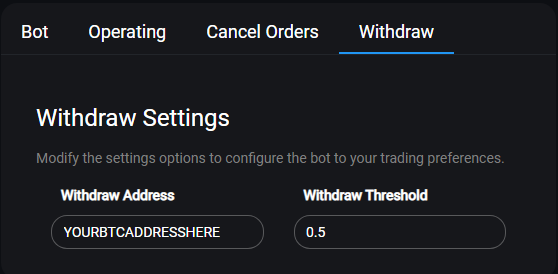 Bot Operating Cancel Orders Withdraw
Withdraw Settings
Modify the settings options to configure the bot to your trading preferences.
Withdraw Address Withdraw Threshold
YOURBTCADDRESSHERE 0.5